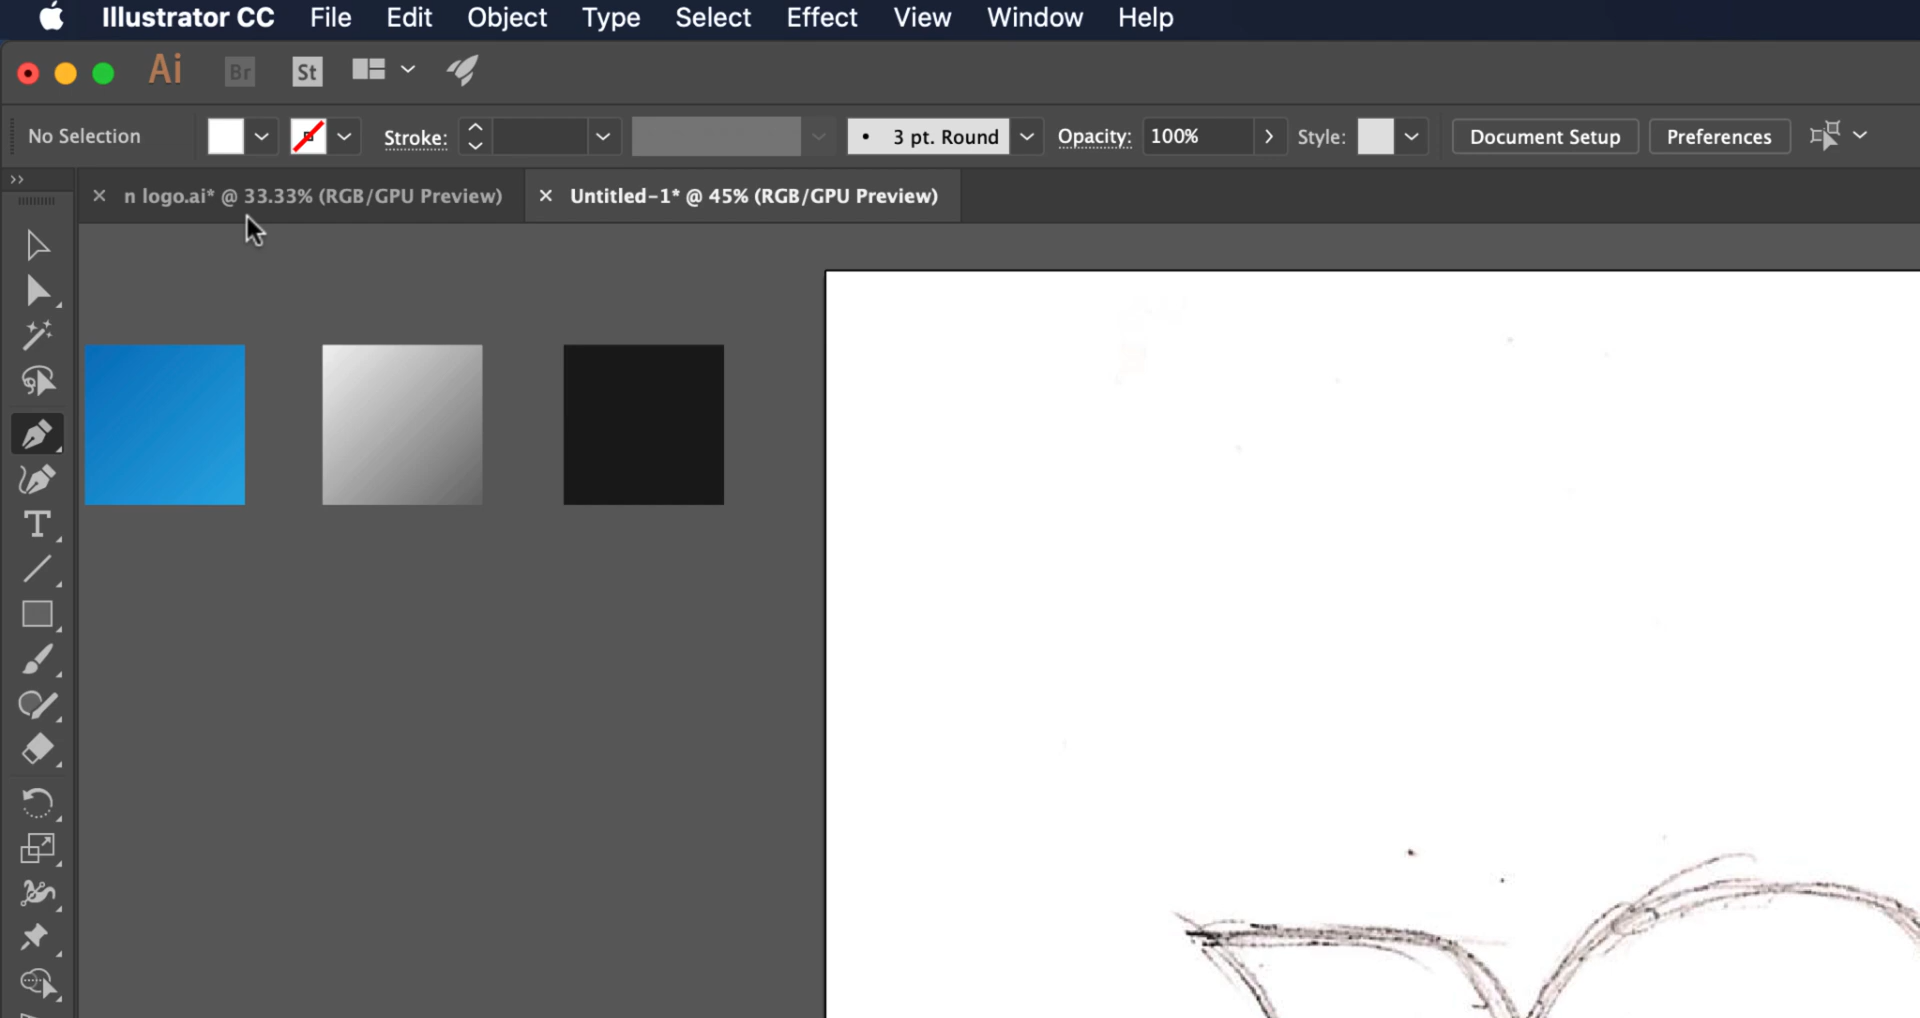 Illustrator CC File Edit Object Type Select Effect View Window Help
Ai Br St
No Selection Stroke: • 3 pt. Round Opacity: 100% Style: Document Setup Preferences
× n logo.ai* @ 33.33% (RGB/GPU Preview) × Untitled-1* @ 45% (RGB/GPU Preview)
T